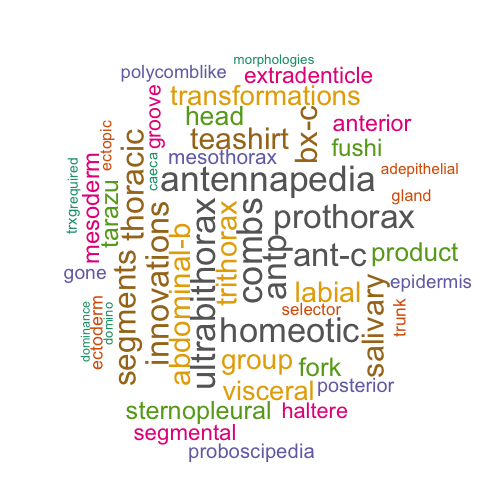 morphologies
polycomblike
extradenticle
transformations
groove
head
bx-c
anterior
teashirt
fushi
ectopic
mesothorax
adepithelial
caeca
antennapedia
trxgrequired
mesoderm
tarazu
thoracic
gland
prothorax
combs
trithorax
ultrabithorax
innovations
antp
ant-c
product
abdominal-b
segments
gone
epidermis
labial
salivary
selector
trunk
homeotic
dominance
domino
ectoderm
group
fork
visceral
posterior
sternopleural
haltere
segmental
proboscipedia